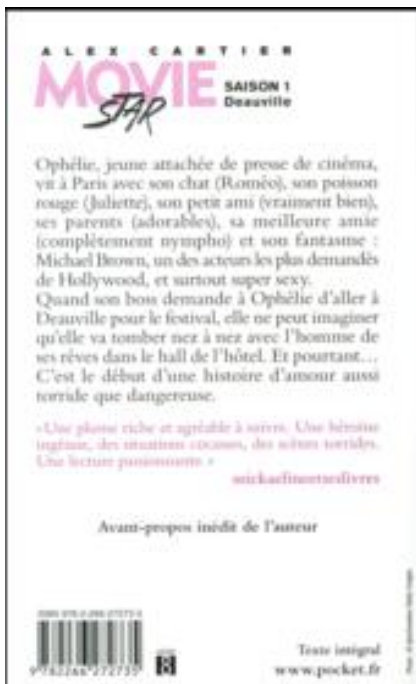 ALEX CARTIER
MOVIE
STAR
SAISON 1
Deauville
Ophélie, jeune attachée de presse de cinéma,
vit à Paris avec son chat (Roméo), son poisson
rouge (Juliette), son petit ami (vraiment bien),
ses parents (adorables), sa meilleure amie
(complètement nympho) et son fantasme :
Michael Brown, un des acteurs les plus demandés
de Hollywood, et surtout super sexy.
Quand son boss demande à Ophélie d'aller à
Deauville pour le festival, elle ne peut imaginer
qu'elle va tomber nez à nez avec l'homme de
ses rêves dans le hall de l'hôtel. Et pourtant…
C'est le début d'une histoire d'amour aussi
torride que dangereuse.
« Une plume riche et agréable à suivre. Une héroïne
ingénue, des situations cocasses, des scènes torrides.
Une lecture passionnante. »
Avant-propos inédit de l'auteur
9 782266 272735
Texte intégral
www.pocket.fr